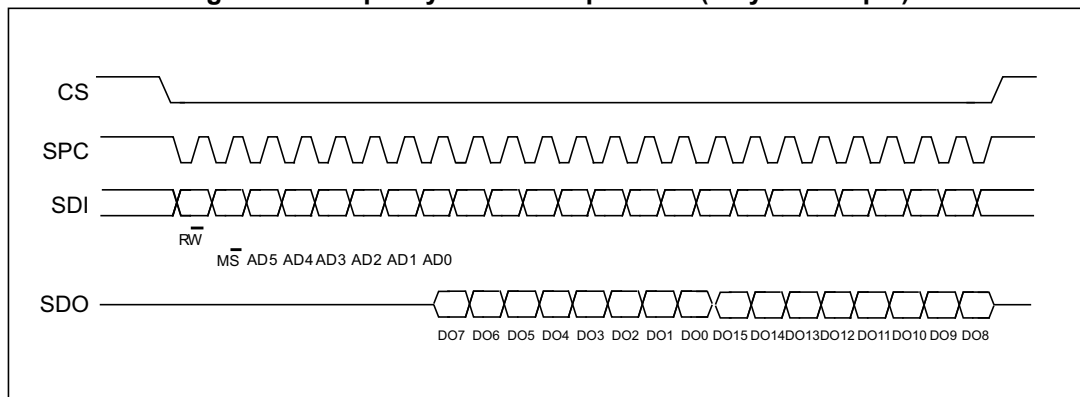 CS
SPC
SDI
RW
MS AD5 AD4 AD3 AD2 AD1 AD0
SDO
DO7 DO6 DO5 DO4 DO3 DO2 DO1 DO0 DO15 DO14 DO13 DO12 DO11 DO10 DO9 DO8